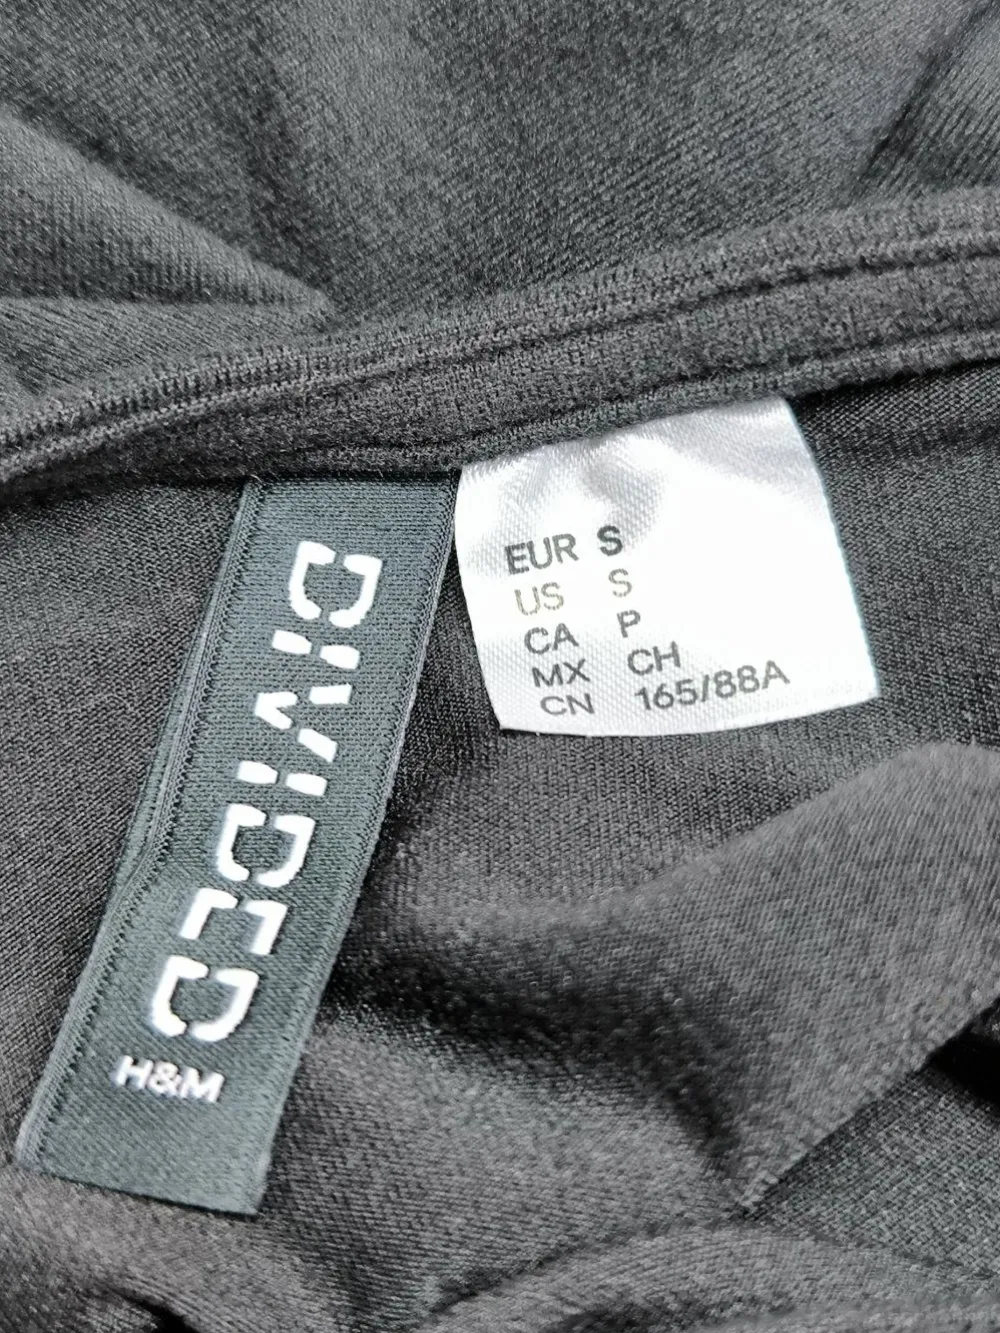 DIVIDED
H&M
EUR S
US S
CA P
MX CH
CN 165/88A